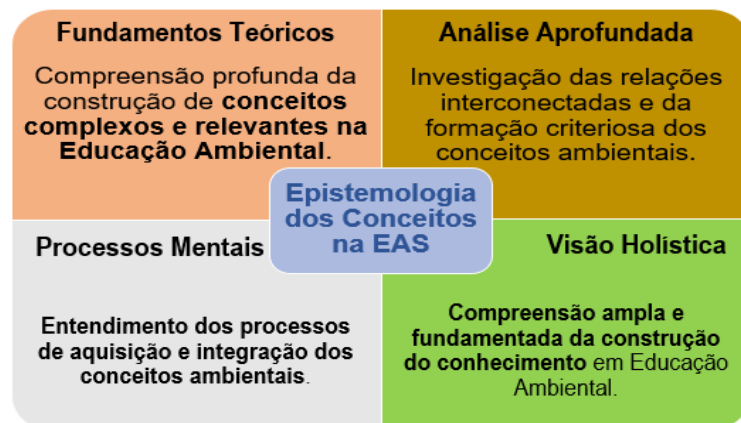 Fundamentos Teóricos
Compreensão profunda da
construção de conceitos
complexos e relevantes na
Educação Ambiental.
Análise Aprofundada
Investigação das relações
interconectadas e da
formação criteriosa dos
conceitos ambientais.
Epistemologia
dos Conceitos
na EAS
Processos Mentais
Entendimento dos processos
de aquisição e integração dos
conceitos ambientais.
Visão Holística
Compreensão ampla e
fundamentada da construção
do conhecimento em Educação
Ambiental.